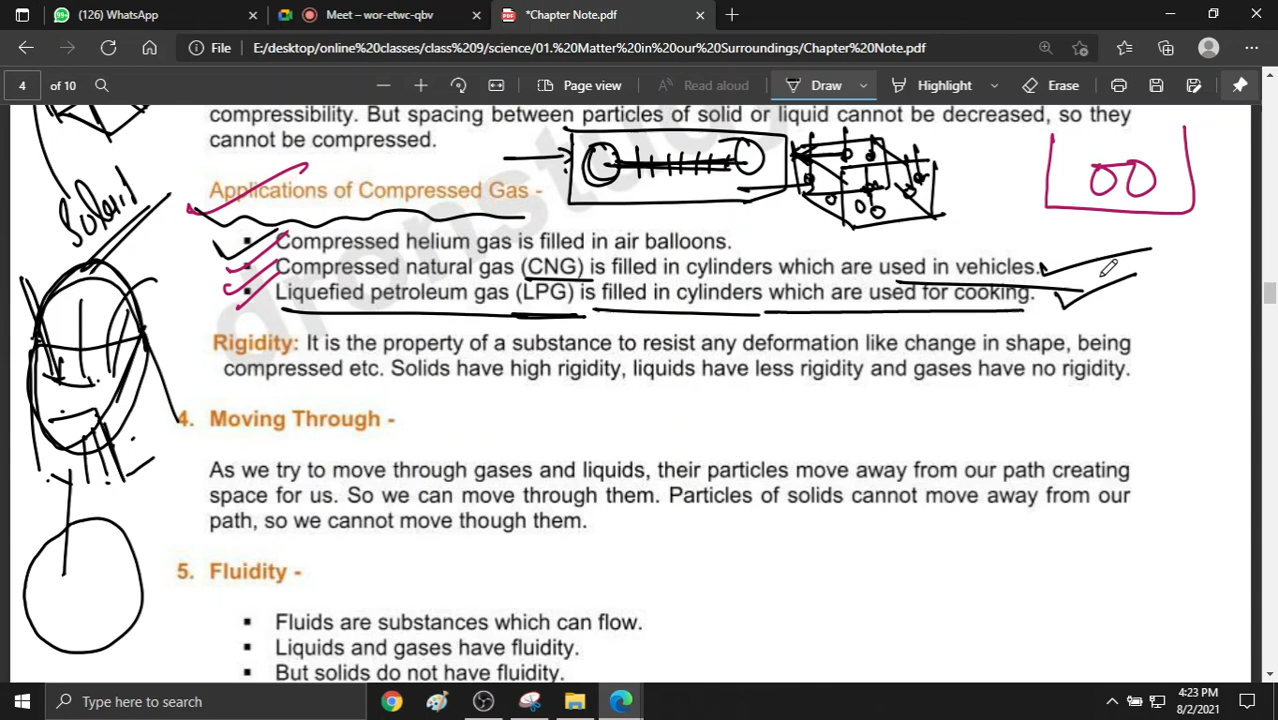 (126) WhatsApp
Meet – wor-etwc-qbv
*Chapter Note.pdf
File
E:/desktop/online%20classes/class%209/science/01.%20Matter%20in%20our%20Surroundings/Chapter%20Note.pdf
4 of 10
Page view
Read aloud
Draw
Highlight
Erase
compressibility. But spacing between particles of solid or liquid cannot be decreased, so they
cannot be compressed.
Applications of Compressed Gas -
▪ Compressed helium gas is filled in air balloons.
▪ Compressed natural gas (CNG) is filled in cylinders which are used in vehicles.
▪ Liquefied petroleum gas (LPG) is filled in cylinders which are used for cooking.
Rigidity: It is the property of a substance to resist any deformation like change in shape, being
compressed etc. Solids have high rigidity, liquids have less rigidity and gases have no rigidity.
4. Moving Through -
As we try to move through gases and liquids, their particles move away from our path creating
space for us. So we can move through them. Particles of solids cannot move away from our
path, so we cannot move though them.
5. Fluidity -
▪ Fluids are substances which can flow.
▪ Liquids and gases have fluidity.
▪ But solids do not have fluidity.
Type here to search
4:23 PM
8/2/2021